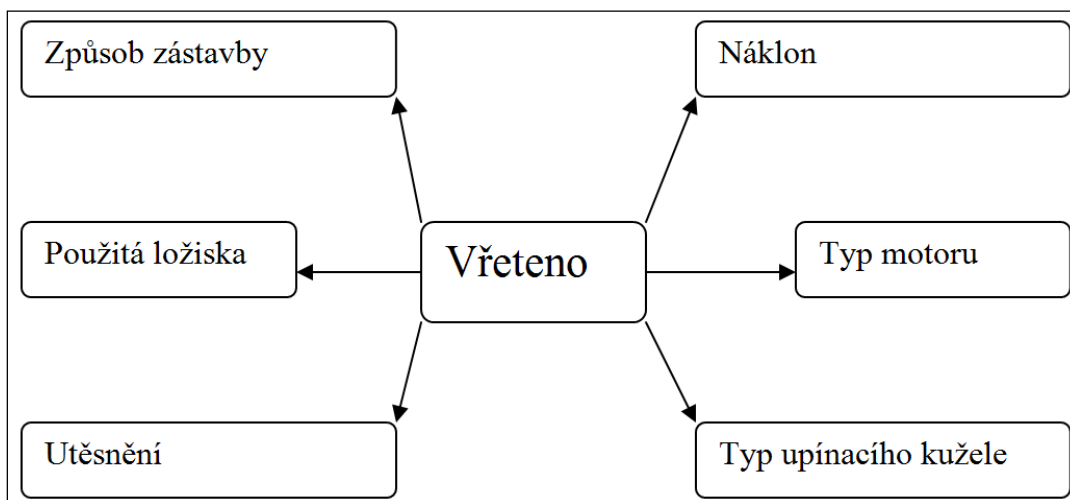 Způsob zástavby
Náklon
Použitá ložiska
Vřeteno
Typ motoru
Utěsnění
Typ upínacího kužele